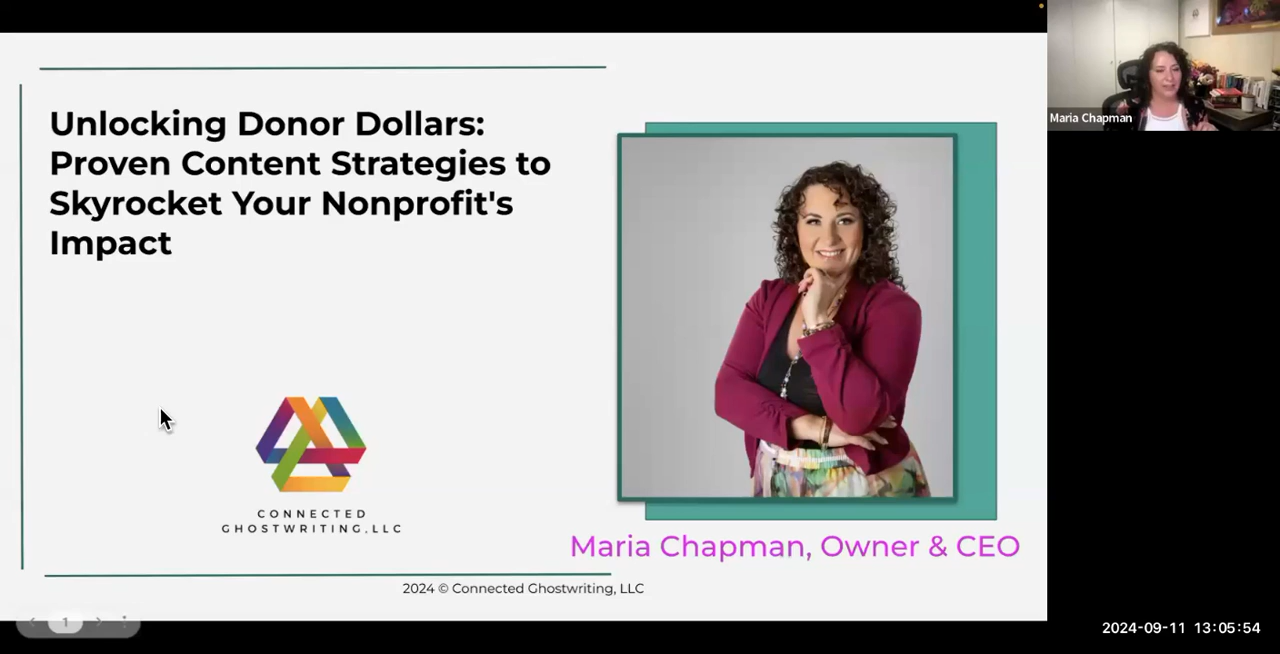 Unlocking Donor Dollars:
Proven Content Strategies to
Skyrocket Your Nonprofit's
Impact
CONNECTED
GHOSTWRITING,LLC
Maria Chapman, Owner & CEO
2024 © Connected Ghostwriting, LLC
1
Maria Chapman
2024-09-11 13:05:54